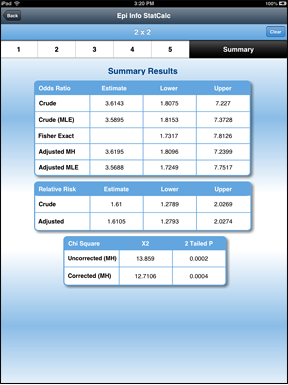 iPad 3:20 PM 100%
Back Epi Info StatCalc
2 x 2 Clear
1 2 3 4 5 Summary
Summary Results
Odds Ratio Estimate Lower Upper
Crude 3.6143 1.8075 7.227
Crude (MLE) 3.5895 1.8153 7.3728
Fisher Exact 1.7317 7.8126
Adjusted MH 3.6195 1.8096 7.2399
Adjusted MLE 3.5688 1.7249 7.7517
Relative Risk Estimate Lower Upper
Crude 1.61 1.2789 2.0269
Adjusted 1.6105 1.2793 2.0274
Chi Square X2 2 Tailed P
Uncorrected (MH) 13.859 0.0002
Corrected (MH) 12.7106 0.0004